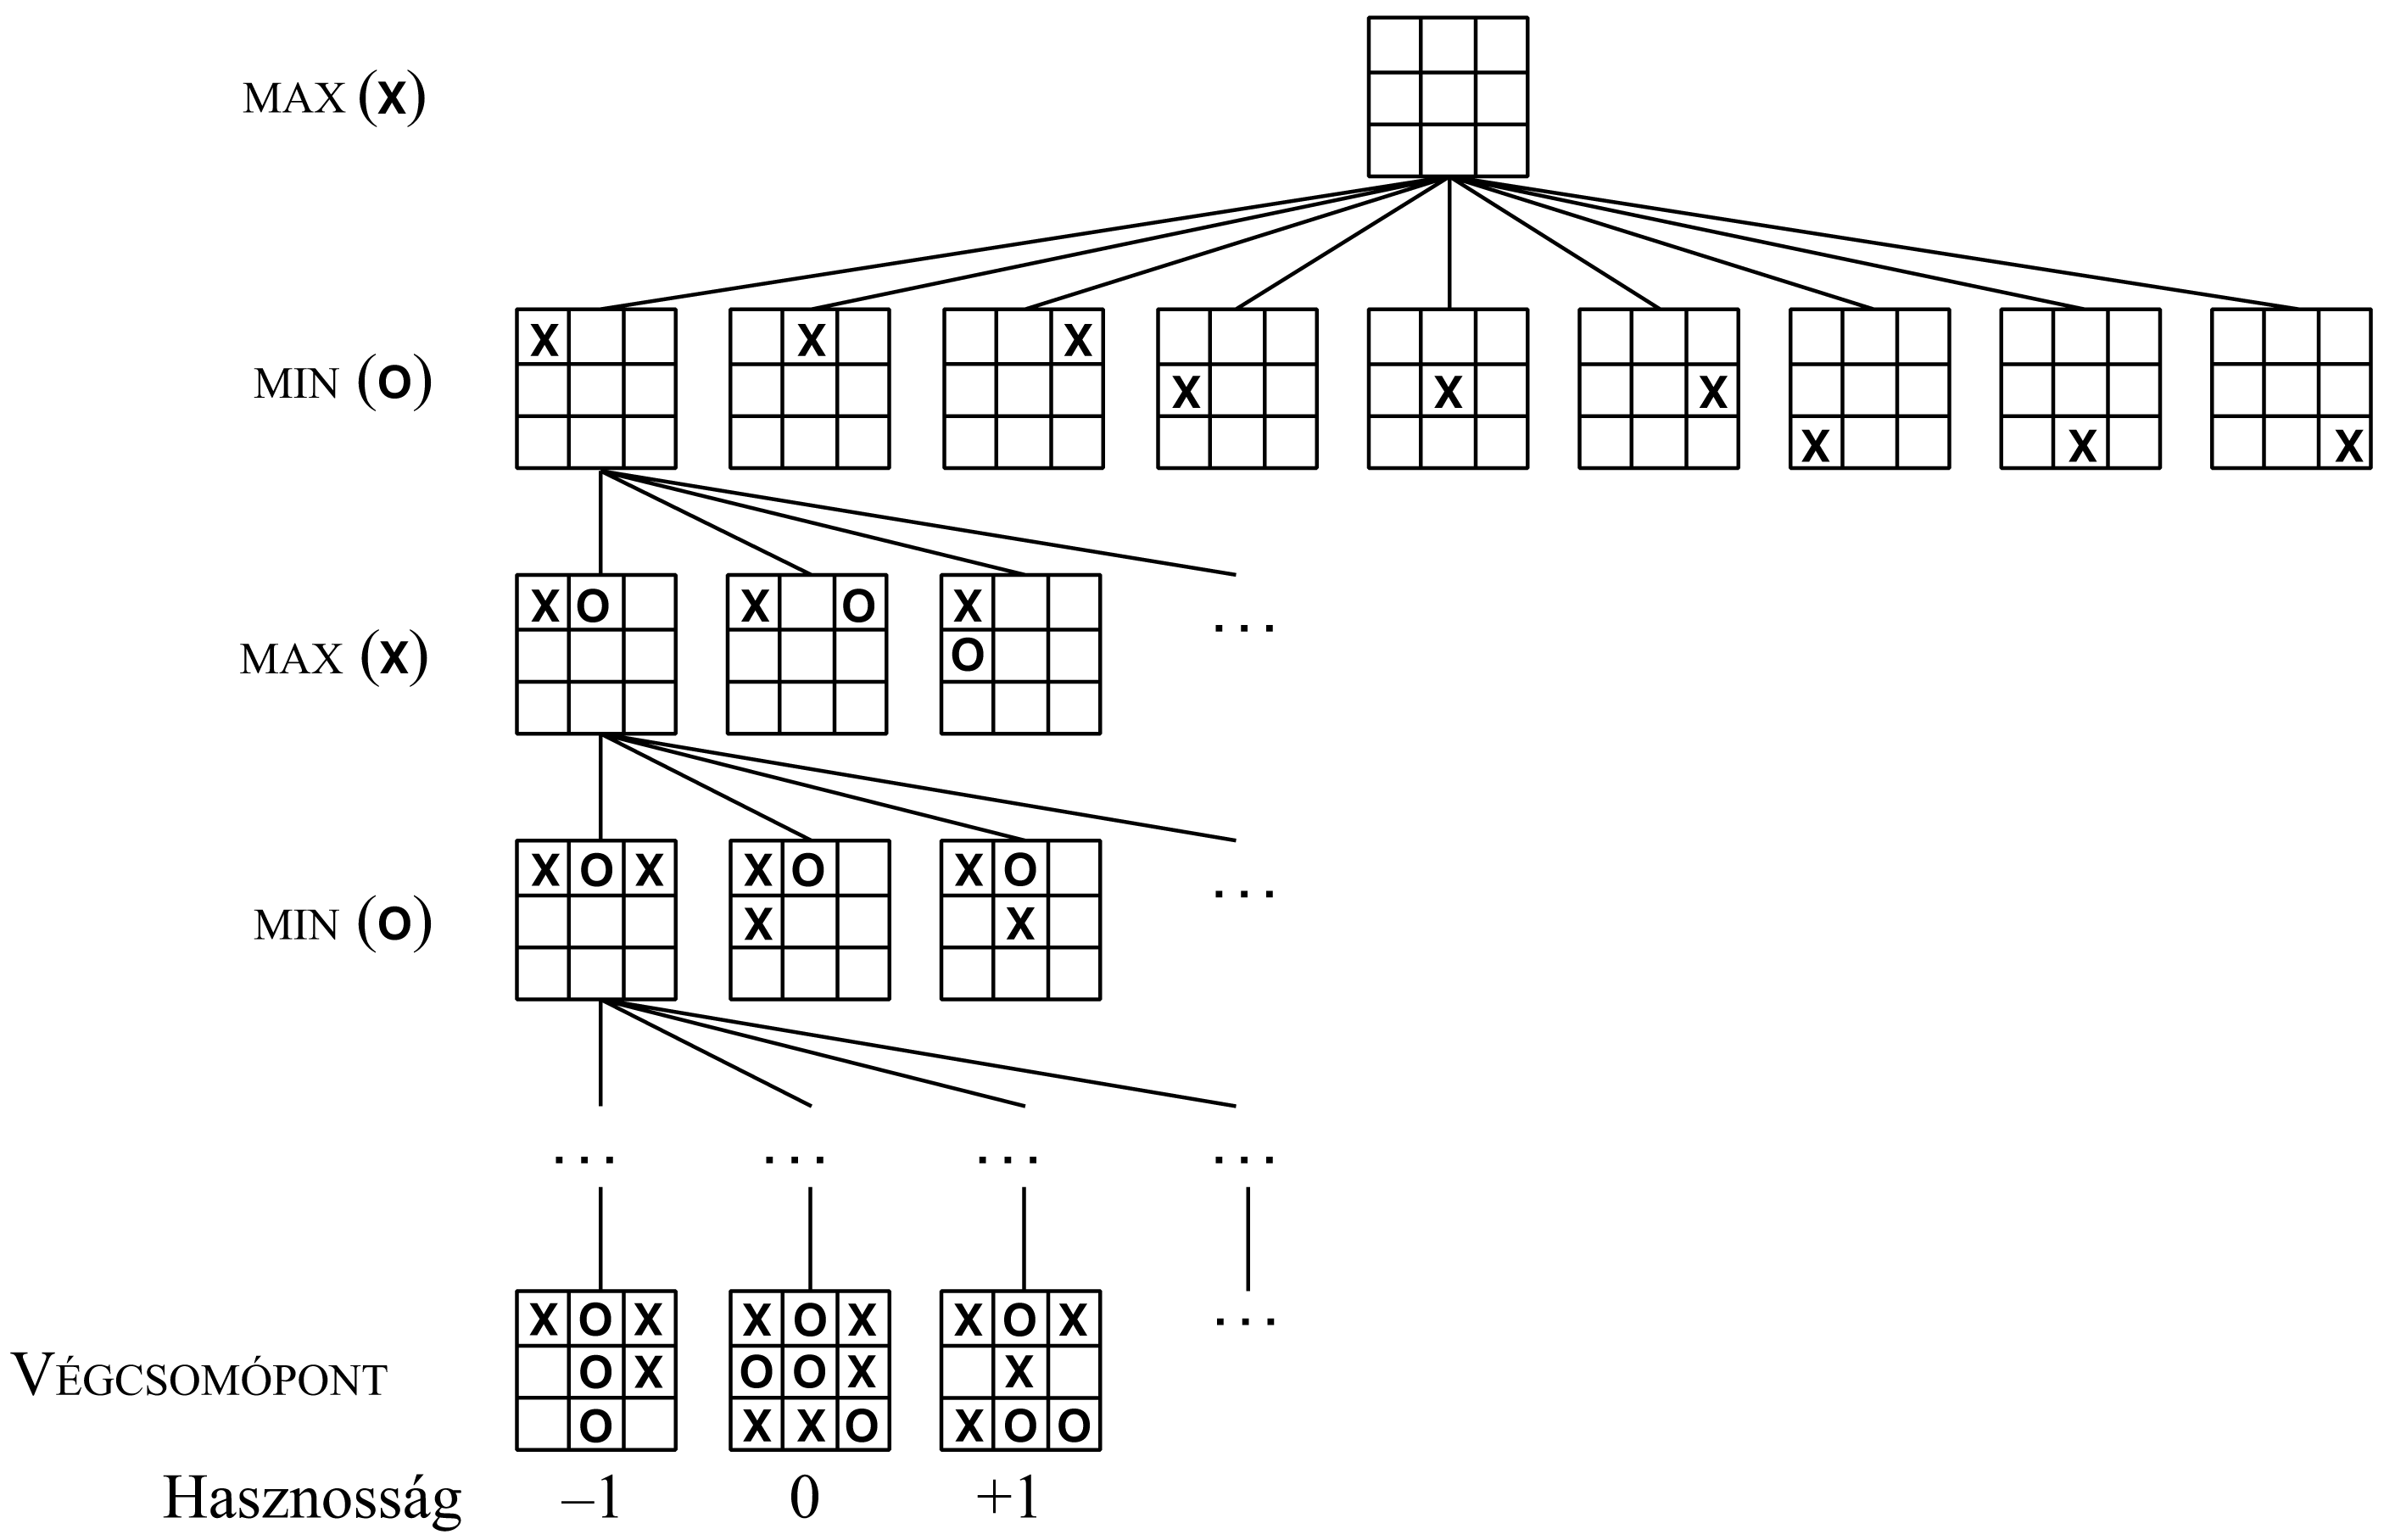 MAX (X)
X X X X X X X X X
MIN (O)
X O X O X
MAX (X)
O
. . .
X O X X O X O
MIN (O)
X X
. . .
. . . . . . . . . . . .
X O X X O X X O X
. . .
VÉGCSOMÓPONT
O X O O X X
O X X O X O O
Hasznosság –1 0 +1